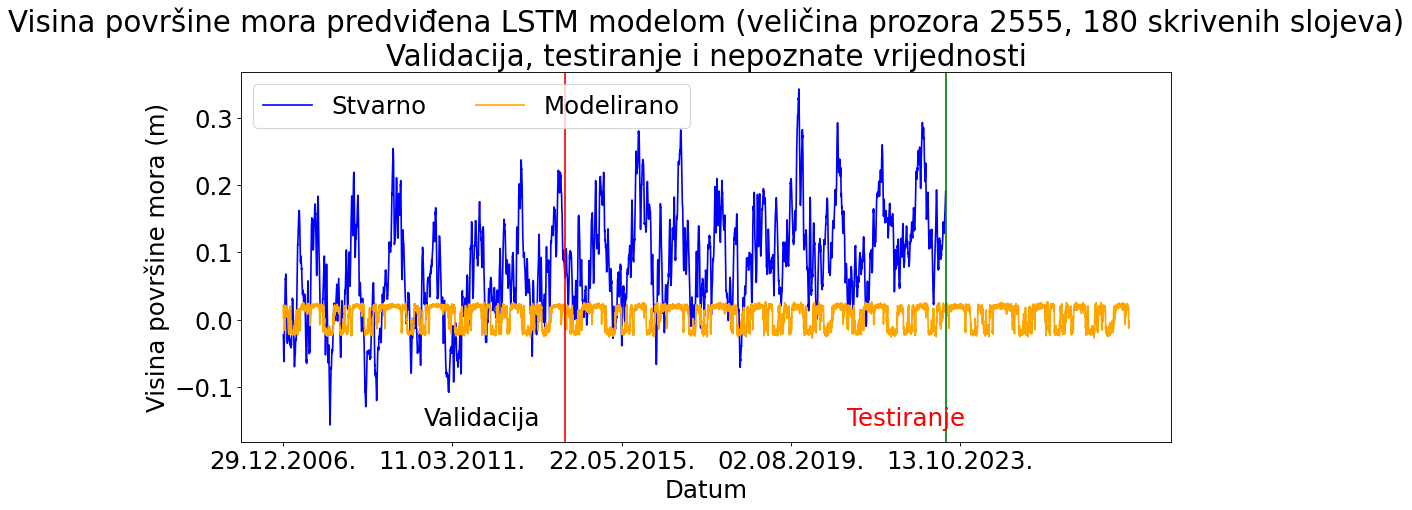 Visina površine mora predviđena LSTM modelom (veličina prozora 2555, 180 skrivenih slojeva)
Validacija, testiranje i nepoznate vrijednosti
Stvarno Modelirano
Visina površine mora (m)
0.3
0.2
0.1
0.0
−0.1
Validacija Testiranje
29.12.2006. 11.03.2011. 22.05.2015. 02.08.2019. 13.10.2023.
Datum